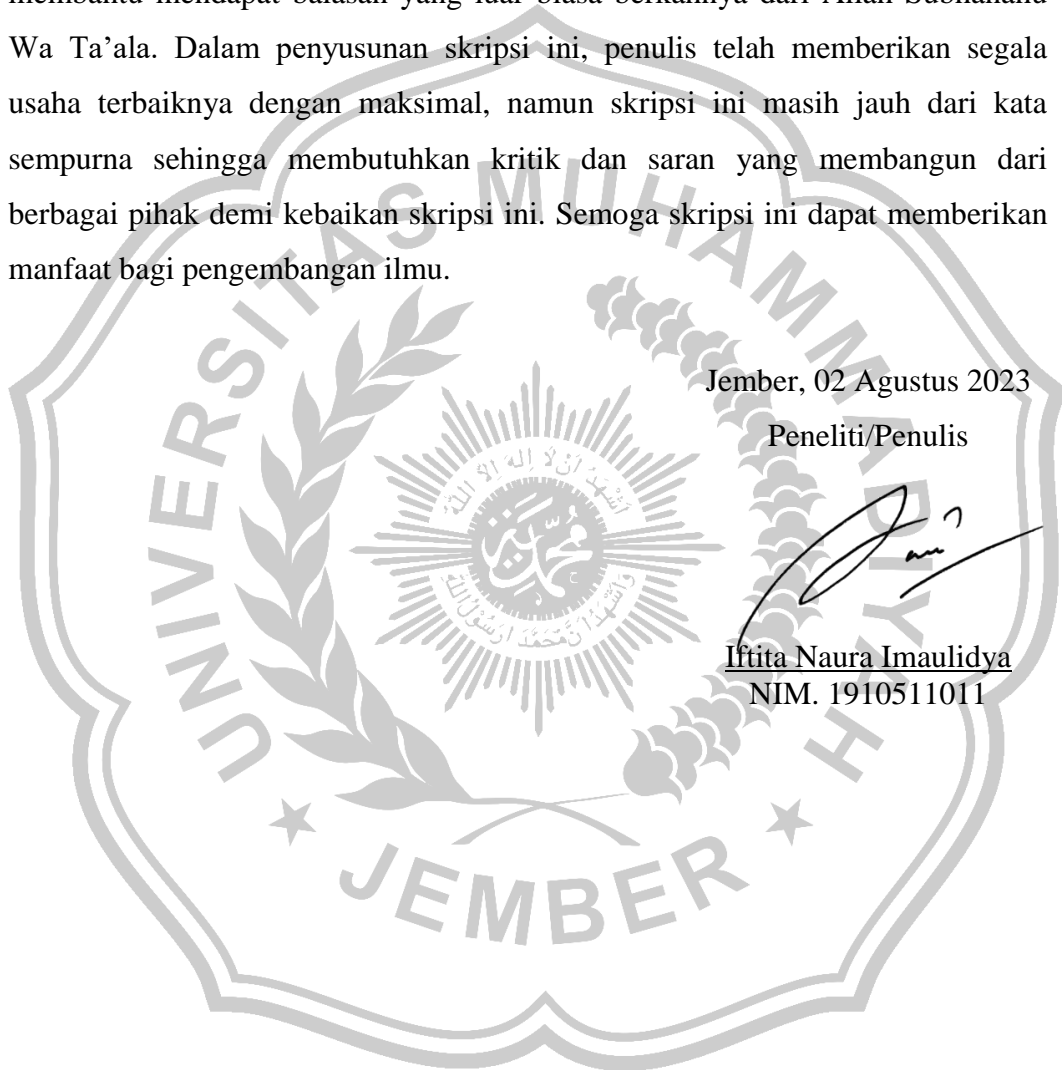 membantu mendapat balasan yang luar biasa berkahnya dari Allah Subhanahu
Wa Ta’ala. Dalam penyusunan skripsi ini, penulis telah memberikan segala
usaha terbaiknya dengan maksimal, namun skripsi ini masih jauh dari kata
sempurna sehingga membutuhkan kritik dan saran yang membangun dari
berbagai pihak demi kebaikan skripsi ini. Semoga skripsi ini dapat memberikan
manfaat bagi pengembangan ilmu.
Jember, 02 Agustus 2023
Peneliti/Penulis
Iftita Naura Imaulidya
NIM. 1910511011
UNIVERSITAS MUHAMMADIYAH
JEMBER